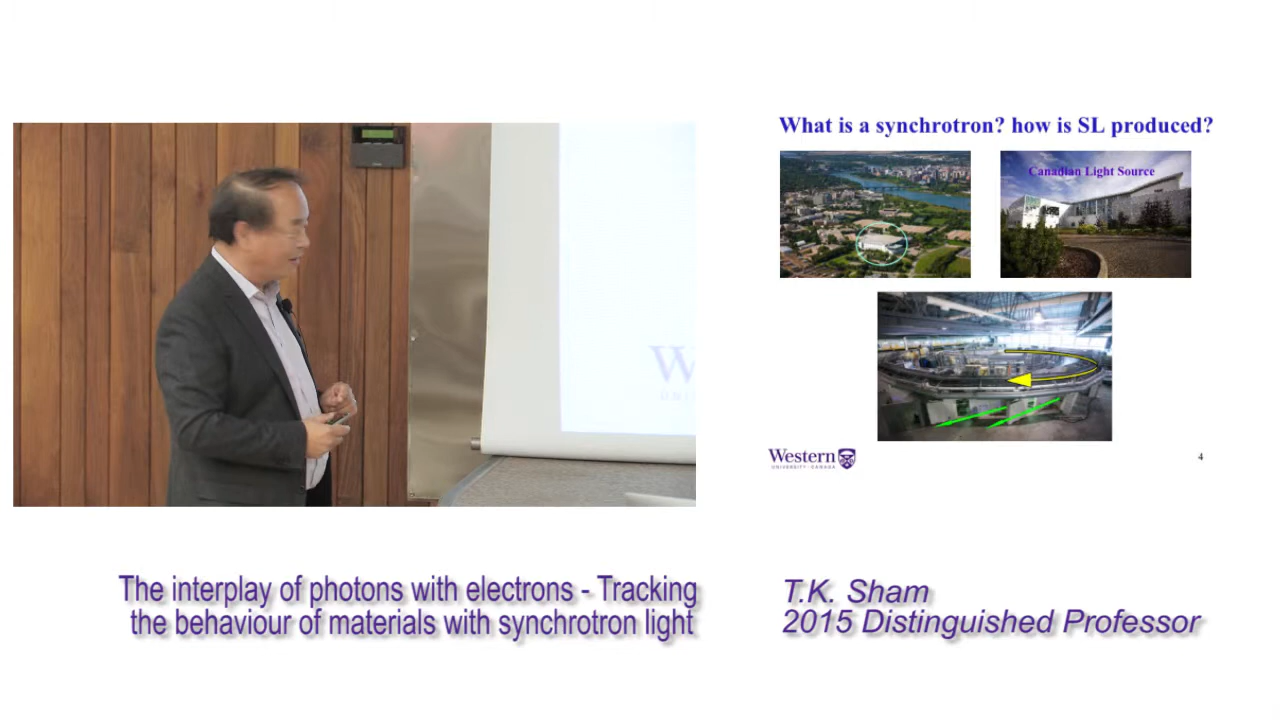 What is a synchrotron? how is SL produced?
Canadian Light Source
W
Western
UNIVERSITY · CANADA
4
The interplay of photons with electrons - Tracking
the behaviour of materials with synchrotron light
T.K. Sham
2015 Distinguished Professor